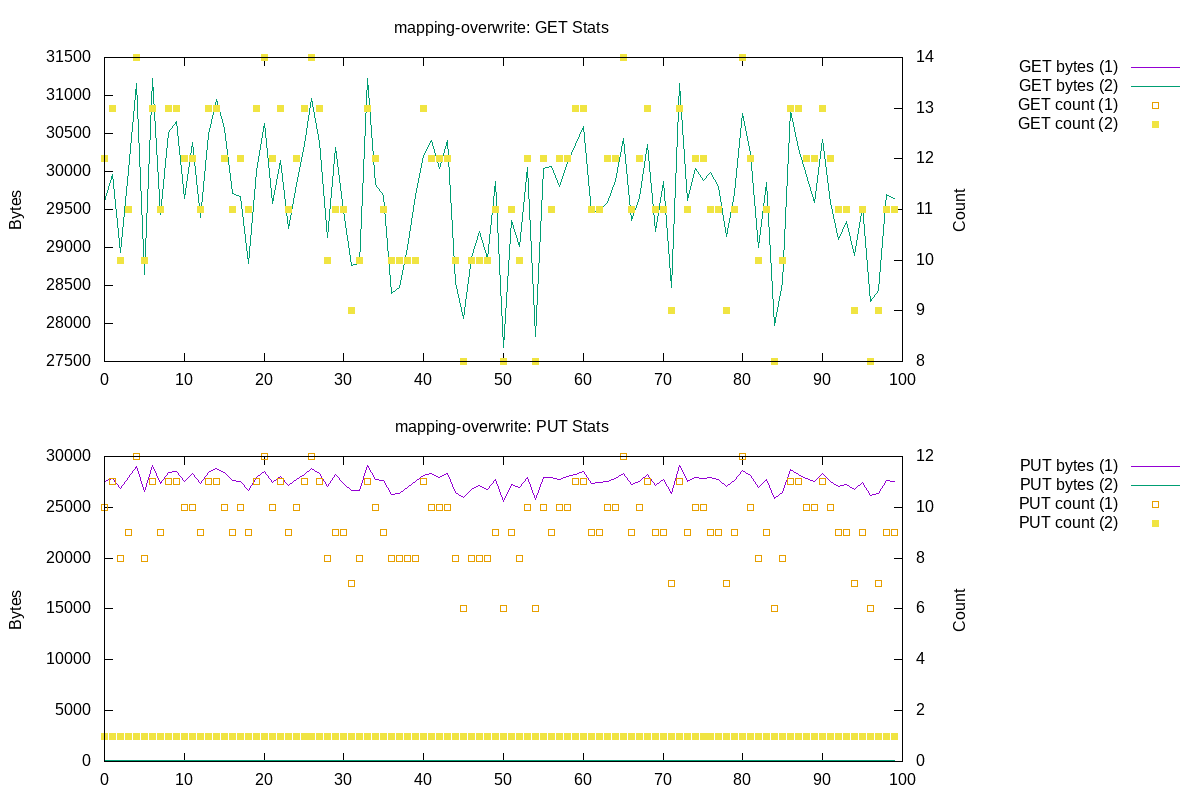 mapping-overwrite: GET Stats
31500
31000
30500
30000
29500
29000
28500
28000
27500
Bytes
14
13
12
11
10
9
8
Count
0 10 20 30 40 50 60 70 80 90 100
GET bytes (1)
GET bytes (2)
GET count (1)
GET count (2)
mapping-overwrite: PUT Stats
30000
25000
20000
15000
10000
5000
0
Bytes
12
10
8
6
4
2
0
Count
0 10 20 30 40 50 60 70 80 90 100
PUT bytes (1)
PUT bytes (2)
PUT count (1)
PUT count (2)